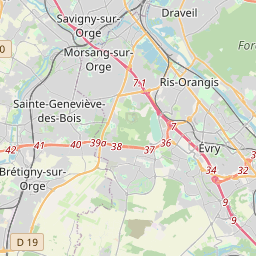 Draveil
Savigny-sur-
Orge
Morsang-sur-
Orge
7.1
Ris-Orangis
Sainte-Geneviève-
des-Bois
7
42
41
40
39a
38
37
36
Évry
Brétigny-sur-
Orge
34
32
9
9
D 19